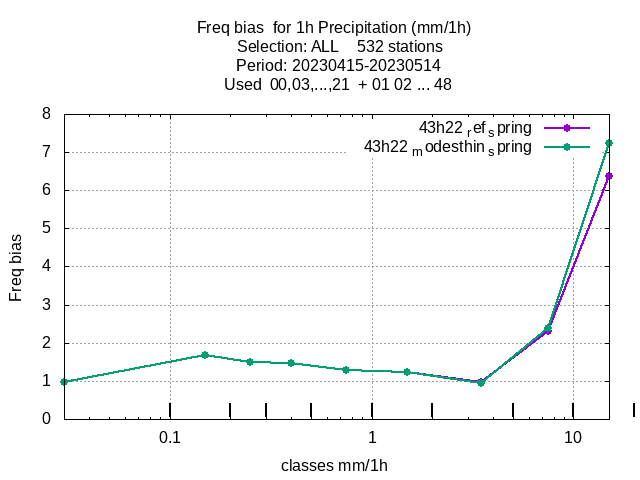 Freq bias  for 1h Precipitation (mm/1h)
Selection: ALL    532 stations
Period: 20230415-20230514
Used  00,03,...,21  + 01 02 ... 48
43h22 ref spring
43h22 modesthin spring
8
7
6
5
4
3
2
1
0
Freq bias
0.1 1 10
classes mm/1h